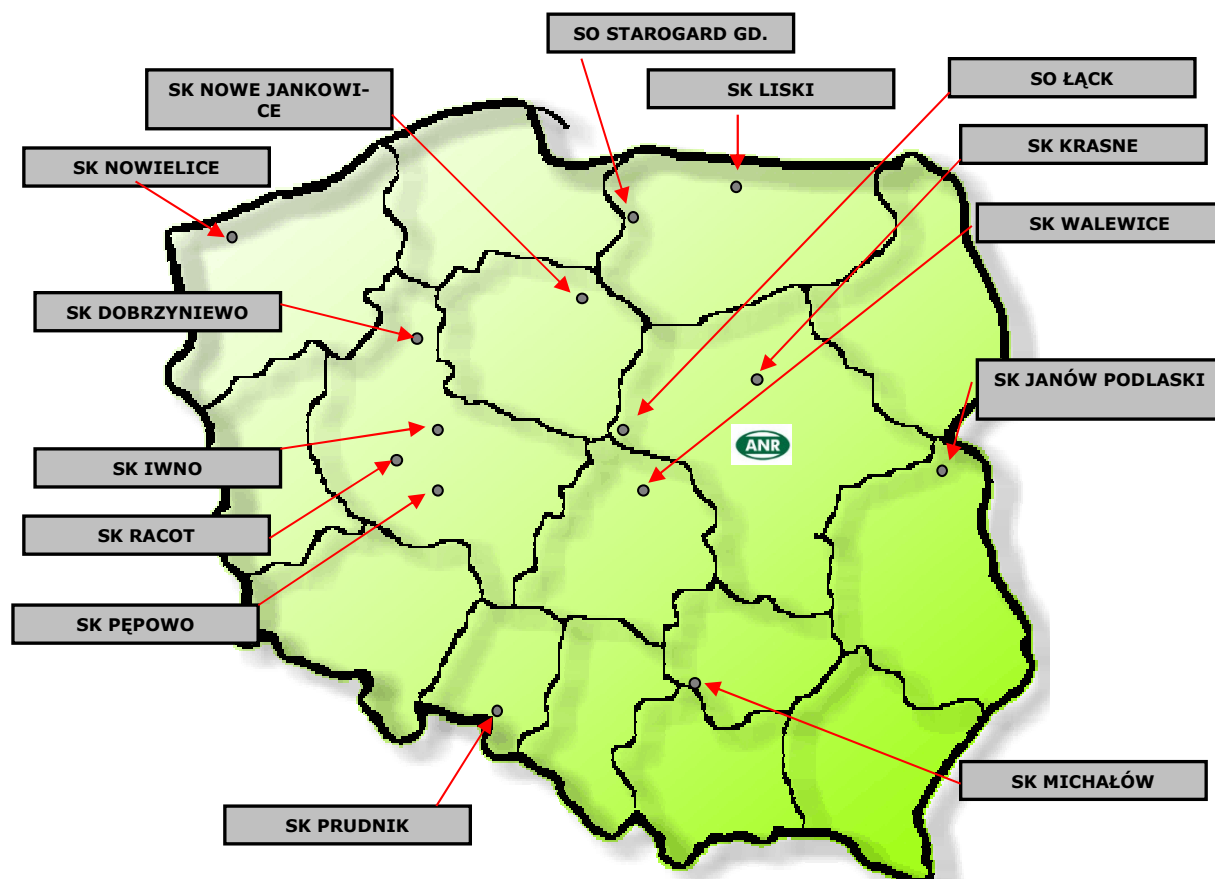 SO STAROGARD GD.
SK NOWE JANKOWI-
CE
SK LISKI
SO ŁĄCK
SK KRASNE
SK NOWIELICE
SK WALEWICE
SK DOBRZYNIEWO
SK JANÓW PODLASKI
ANR
SK IWNO
SK RACOT
SK PĘPOWO
SK MICHAŁÓW
SK PRUDNIK